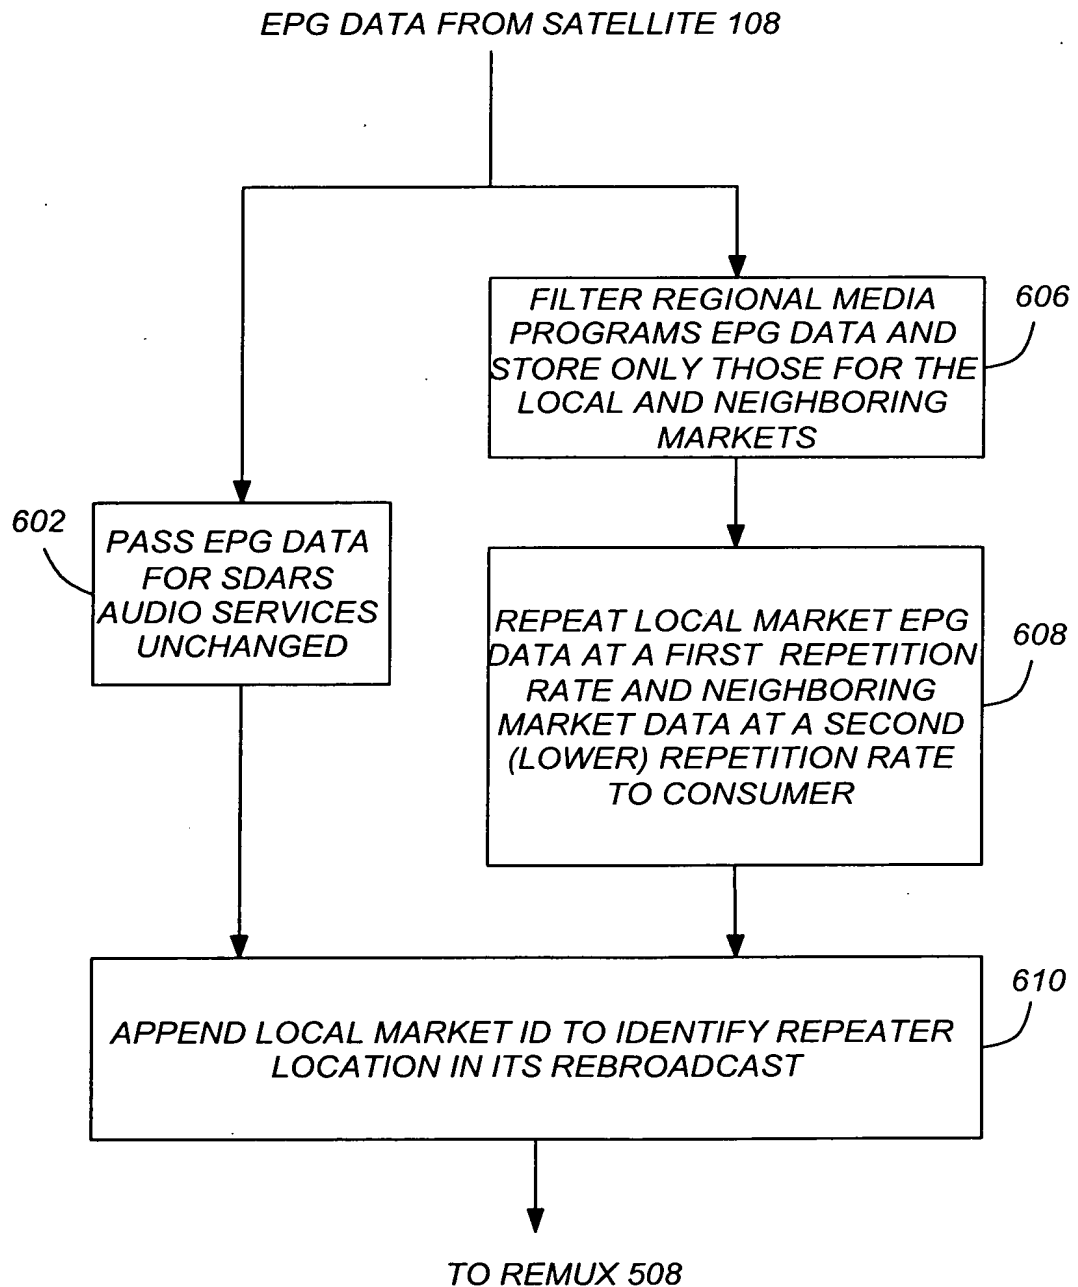 EPG DATA FROM SATELLITE 108
FILTER REGIONAL MEDIA
PROGRAMS EPG DATA AND
STORE ONLY THOSE FOR THE
LOCAL AND NEIGHBORING
MARKETS
606
602
PASS EPG DATA
FOR SDARS
AUDIO SERVICES
UNCHANGED
REPEAT LOCAL MARKET EPG
DATA AT A FIRST REPETITION
RATE AND NEIGHBORING
MARKET DATA AT A SECOND
(LOWER) REPETITION RATE
TO CONSUMER
608
APPEND LOCAL MARKET ID TO IDENTIFY REPEATER
LOCATION IN ITS REBROADCAST
610
TO REMUX 508